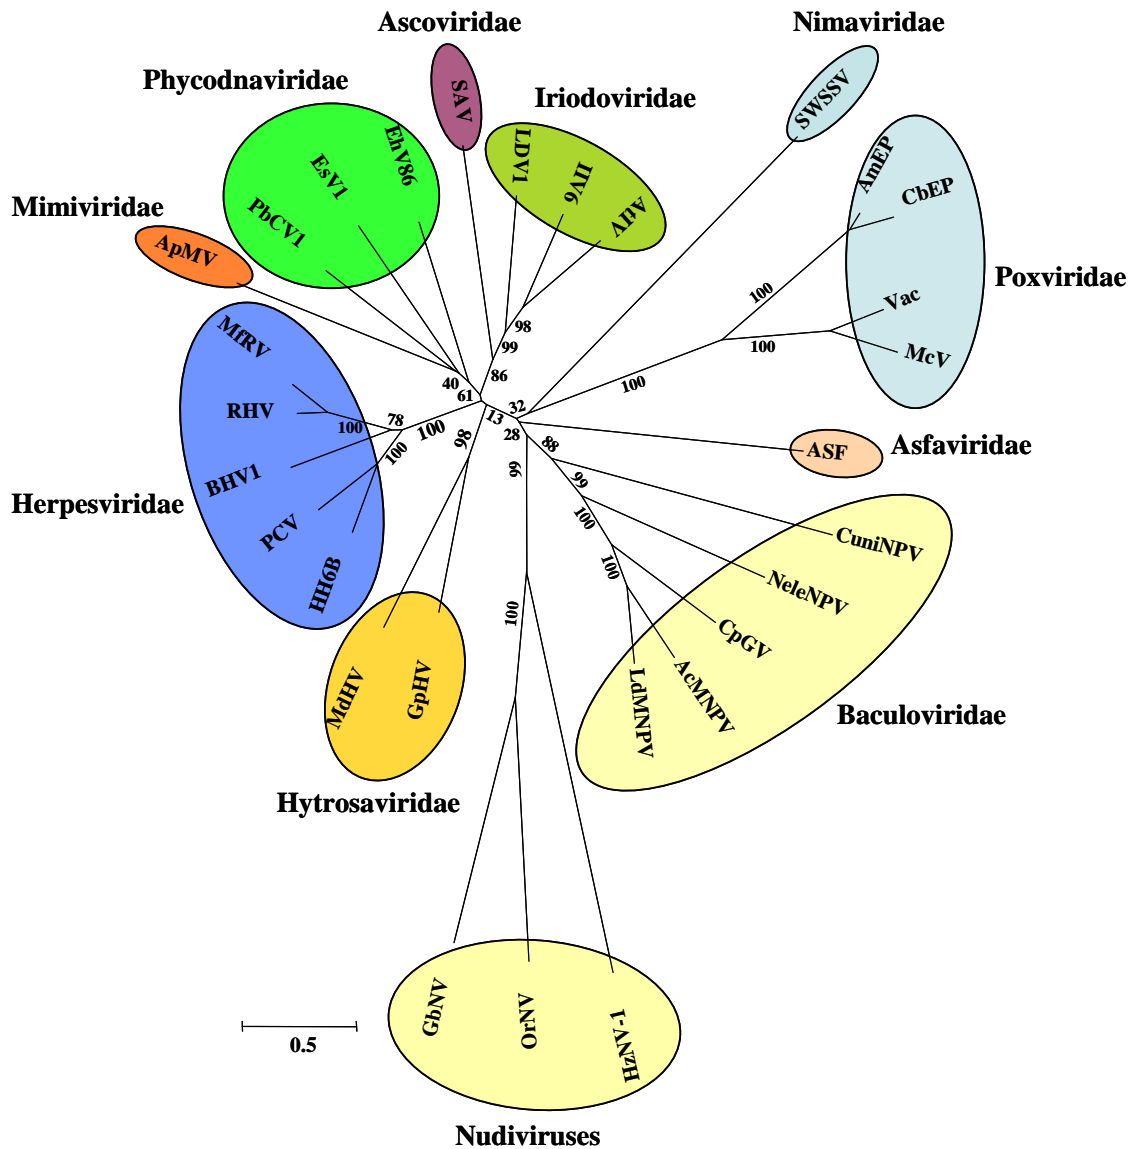 Ascoviridae
Nimaviridae
Phycodnaviridae
SAV
Iriodoviridae
SWSSV
EhV86
EsV1
PbCV1
LDV1
IIV6
AtIV
AmEP
CbEP
Mimiviridae
ApMV
Poxviridae
Vac
McV
100
100
100
98
99
86
40
61
32
13
28
MfRV
RHV
BHV1
PCV
HH6B
100
78
100
100
98
99
88
99
100
100
Herpesviridae
ASF
Asfaviridae
CuniNPV
NeleNPV
CpGV
AcMNPV
LdMNPV
Baculoviridae
100
MdHV
GpHV
Hytrosaviridae
GbNV
OrNV
HzNV-1
0.5
Nudiviruses